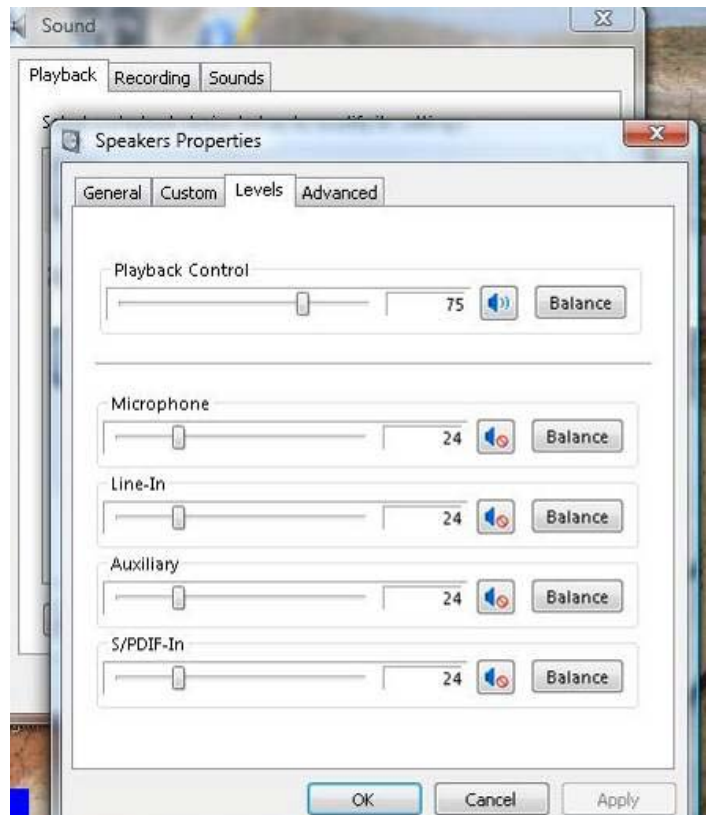 Sound
Playback Recording Sounds
Speakers Properties
General Custom Levels Advanced
Playback Control
75 Balance
Microphone
24 Balance
Line-In
24 Balance
Auxiliary
24 Balance
S/PDIF-In
24 Balance
OK Cancel Apply